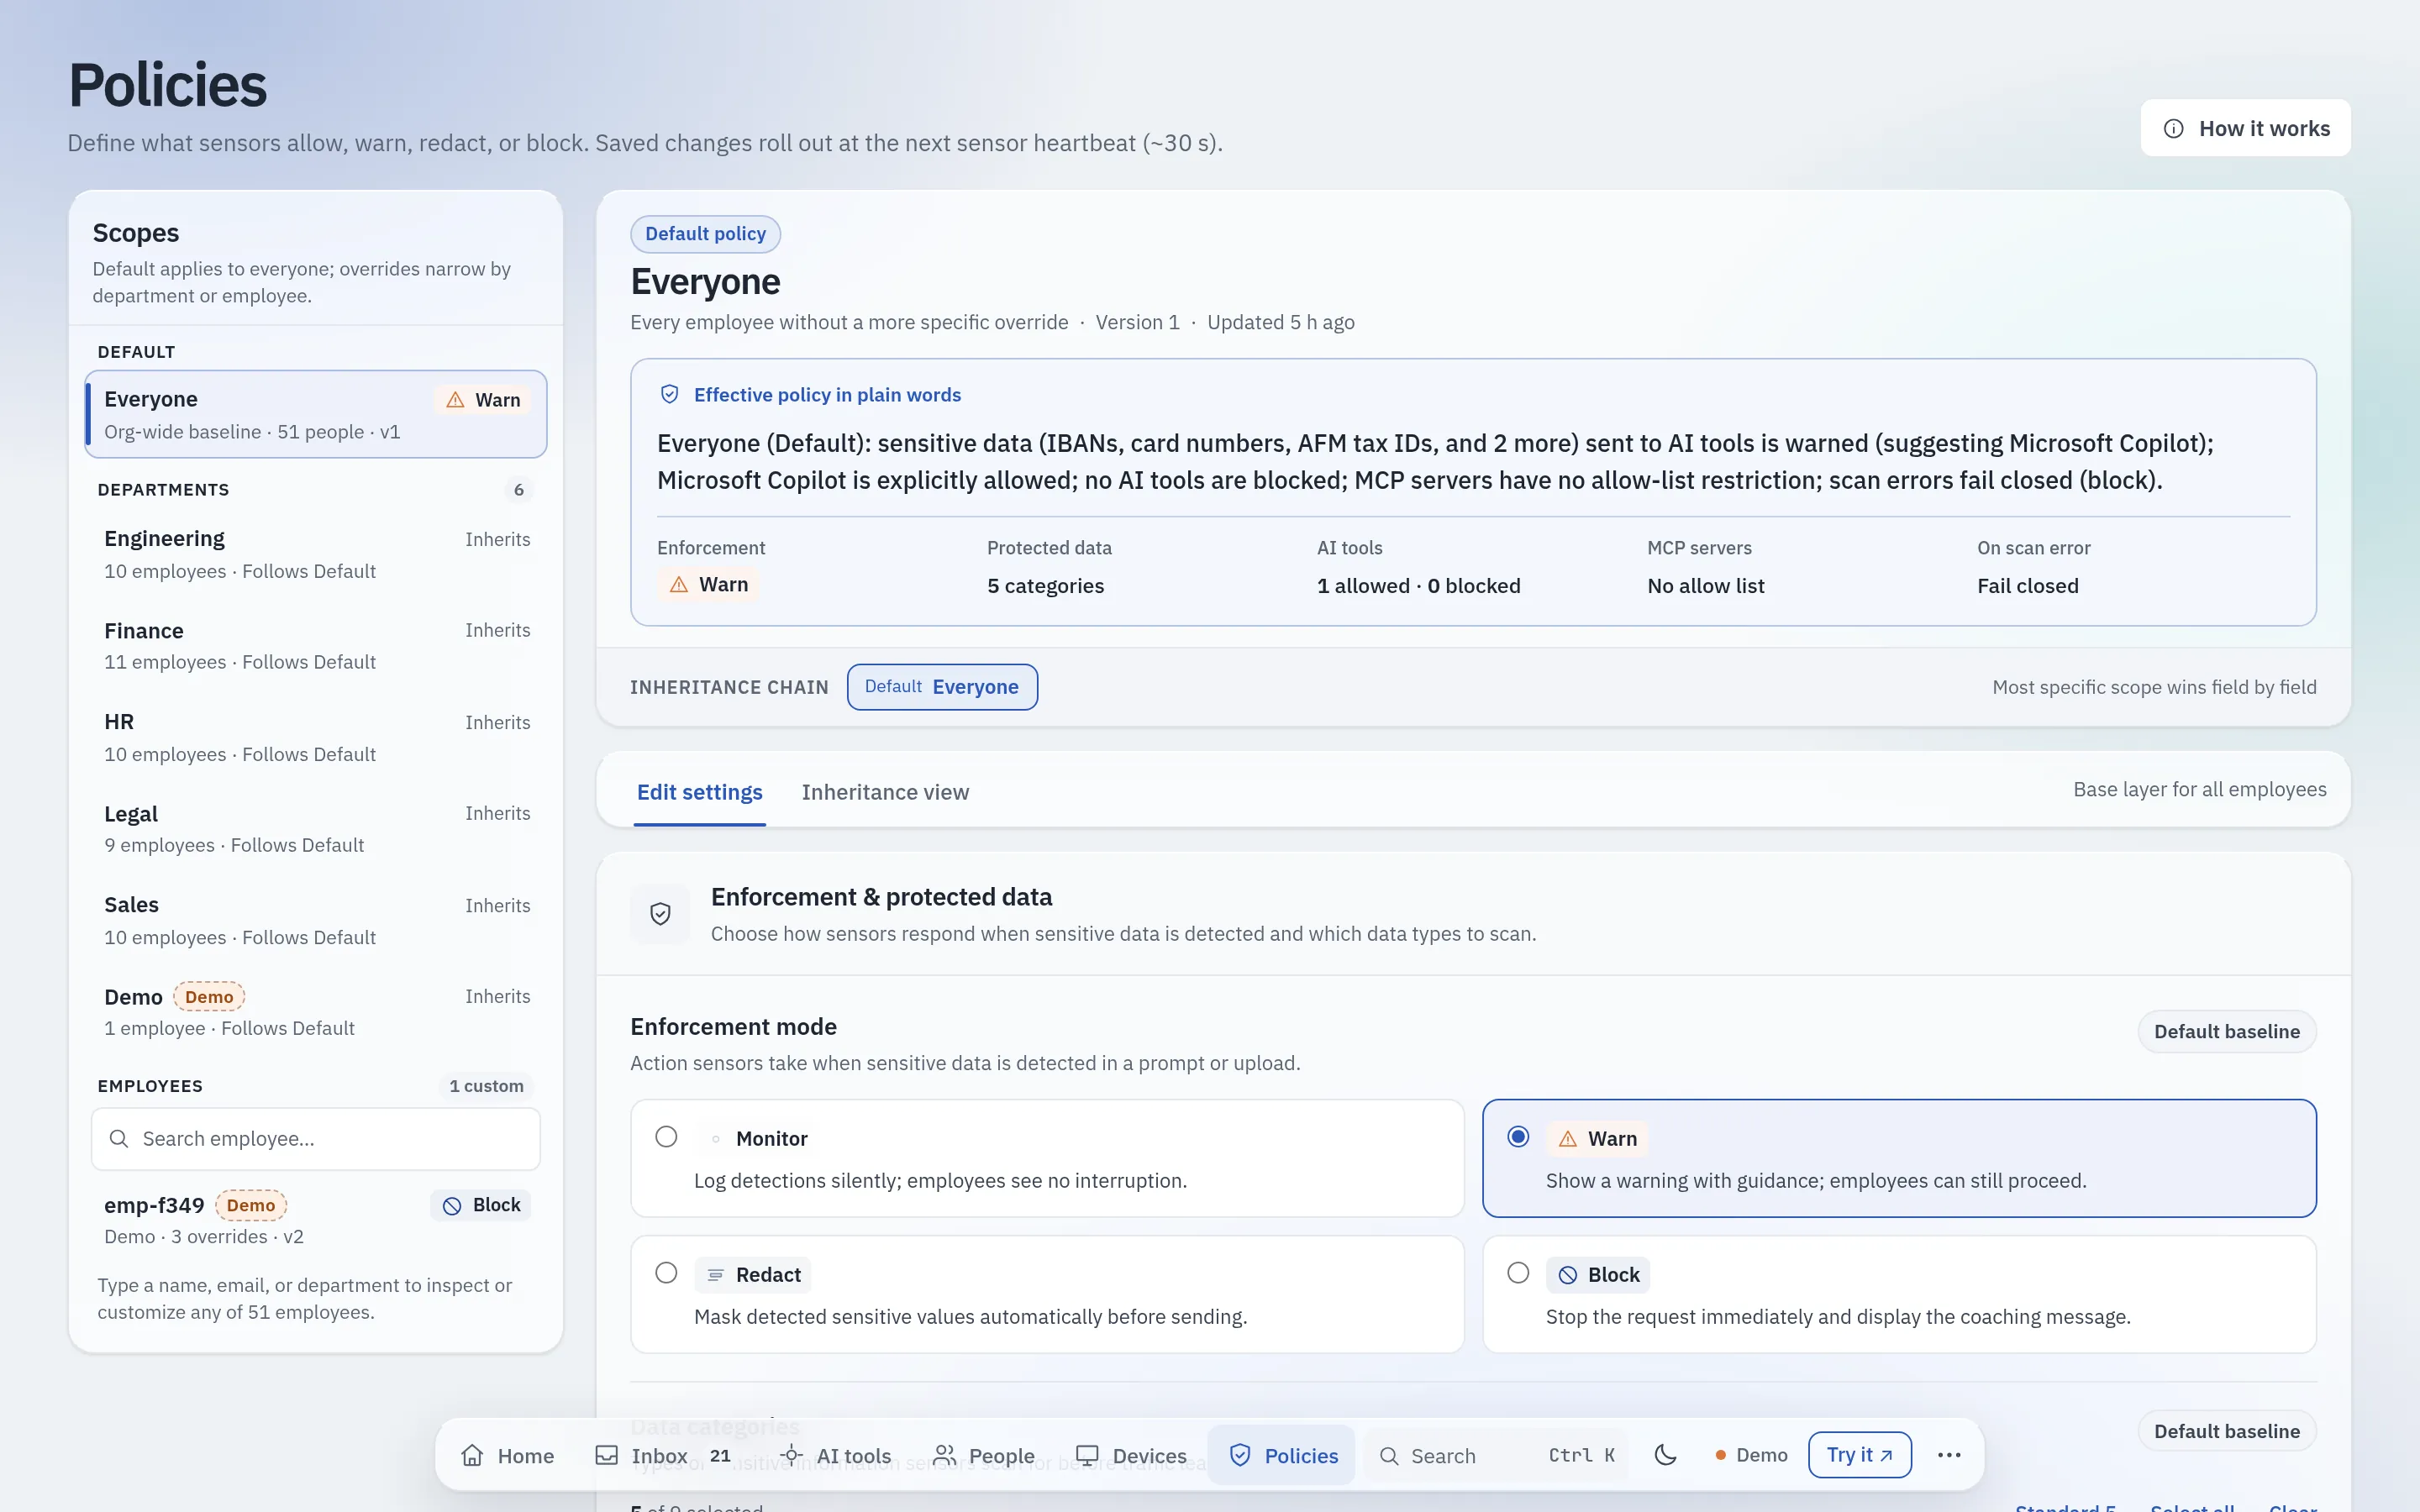 Policies
Define what sensors allow, warn, redact, or block. Saved changes roll out at the next sensor heartbeat (~30 s).
How it works
Scopes
Default applies to everyone; overrides narrow by
department or employee.
DEFAULT
Everyone
Warn
Org-wide baseline · 51 people · v1
DEPARTMENTS
6
Engineering
Inherits
10 employees · Follows Default
Finance
Inherits
11 employees · Follows Default
HR
Inherits
10 employees · Follows Default
Legal
Inherits
9 employees · Follows Default
Sales
Inherits
10 employees · Follows Default
Demo
Demo
Inherits
1 employee · Follows Default
EMPLOYEES
1 custom
Search employee...
emp-f349
Demo
Block
Demo · 3 overrides · v2
Type a name, email, or department to inspect or
customize any of 51 employees.
Default policy
Everyone
Every employee without a more specific override · Version 1 · Updated 5 h ago
Effective policy in plain words
Everyone (Default): sensitive data (IBANs, card numbers, AFM tax IDs, and 2 more) sent to AI tools is warned (suggesting Microsoft Copilot);
Microsoft Copilot is explicitly allowed; no AI tools are blocked; MCP servers have no allow-list restriction; scan errors fail closed (block).
Enforcement
Warn
Protected data
5 categories
AI tools
1 allowed · 0 blocked
MCP servers
No allow list
On scan error
Fail closed
INHERITANCE CHAIN
Default Everyone
Most specific scope wins field by field
Edit settings
Inheritance view
Base layer for all employees
Enforcement & protected data
Choose how sensors respond when sensitive data is detected and which data types to scan.
Enforcement mode
Default baseline
Action sensors take when sensitive data is detected in a prompt or upload.
Monitor
Log detections silently; employees see no interruption.
Warn
Show a warning with guidance; employees can still proceed.
Redact
Mask detected sensitive values automatically before sending.
Block
Stop the request immediately and display the coaching message.
Data categories
Default baseline
Home
Inbox
21
AI tools
People
Devices
Policies
Search
Ctrl K
Demo
Try it
5 of 9 selected
Standard 5
Select all
Clear